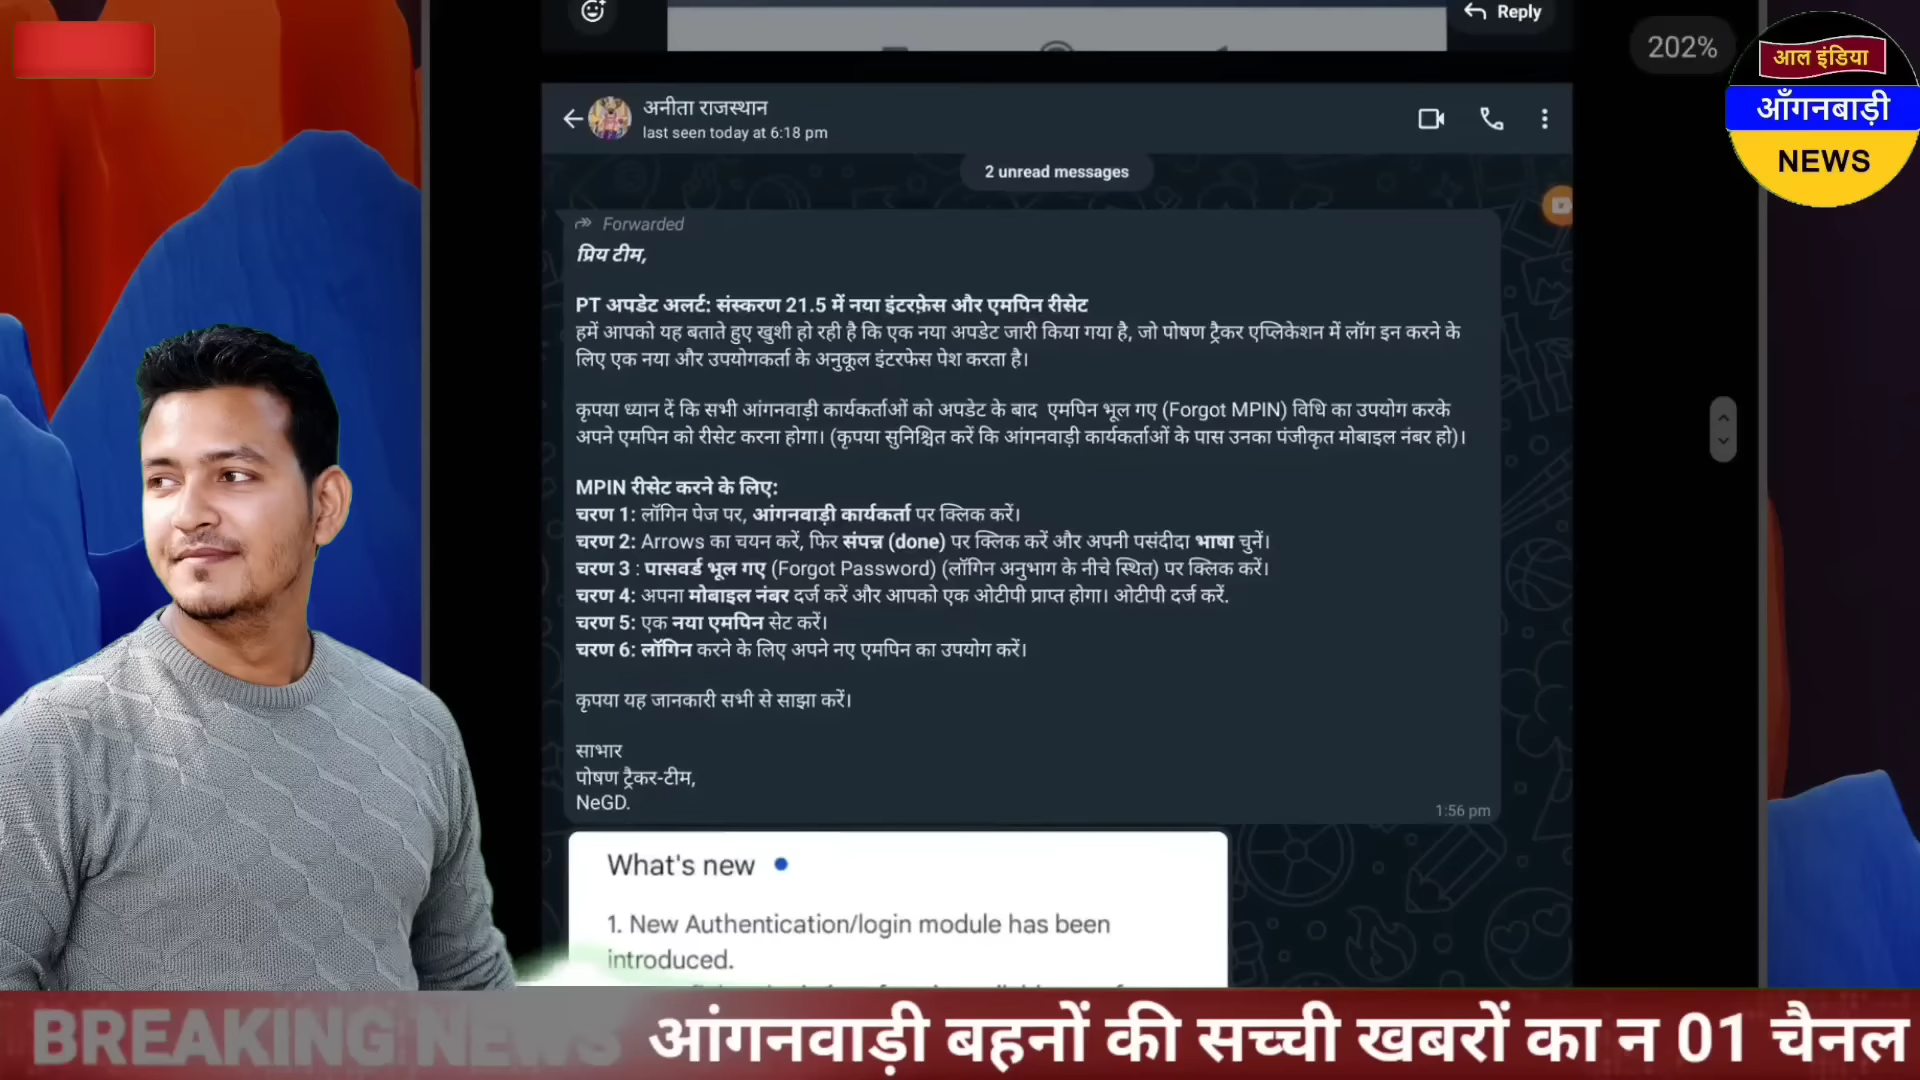 Reply
202%
आल इंडिया
आँगनबाड़ी
NEWS
अनीता राजस्थान
last seen today at 6:18 pm
2 unread messages
Forwarded
प्रिय टीम,
PT अपडेट अलर्ट: संस्करण 21.5 में नया इंटरफ़ेस और एमपिन रीसेट
हमें आपको यह बताते हुए खुशी हो रही है कि एक नया अपडेट जारी किया गया है, जो पोषण ट्रैकर एप्लिकेशन में लॉग इन करने के
लिए एक नया और उपयोगकर्ता के अनुकूल इंटरफेस पेश करता है।
कृपया ध्यान दें कि सभी आंगनवाड़ी कार्यकर्ताओं को अपडेट के बाद एमपिन भूल गए (Forgot MPIN) विधि का उपयोग करके
अपने एमपिन को रीसेट करना होगा। (कृपया सुनिश्चित करें कि आंगनवाड़ी कार्यकर्ताओं के पास उनका पंजीकृत मोबाइल नंबर हो)।
MPIN रीसेट करने के लिए:
चरण 1: लॉगिन पेज पर, आंगनवाड़ी कार्यकर्ता पर क्लिक करें।
चरण 2: Arrows का चयन करें, फिर संपन्न (done) पर क्लिक करें और अपनी पसंदीदा भाषा चुनें।
चरण 3 : पासवर्ड भूल गए (Forgot Password) (लॉगिन अनुभाग के नीचे स्थित) पर क्लिक करें।
चरण 4: अपना मोबाइल नंबर दर्ज करें और आपको एक ओटीपी प्राप्त होगा। ओटीपी दर्ज करें.
चरण 5: एक नया एमपिन सेट करें।
चरण 6: लॉगिन करने के लिए अपने नए एमपिन का उपयोग करें।
कृपया यह जानकारी सभी से साझा करें।
साभार
पोषण ट्रैकर-टीम,
NeGD.
1:56 pm
What's new
1. New Authentication/login module has been
introduced.
BREAKING NEWS
आंगनवाड़ी बहनों की सच्ची खबरों का न 01 चैनल